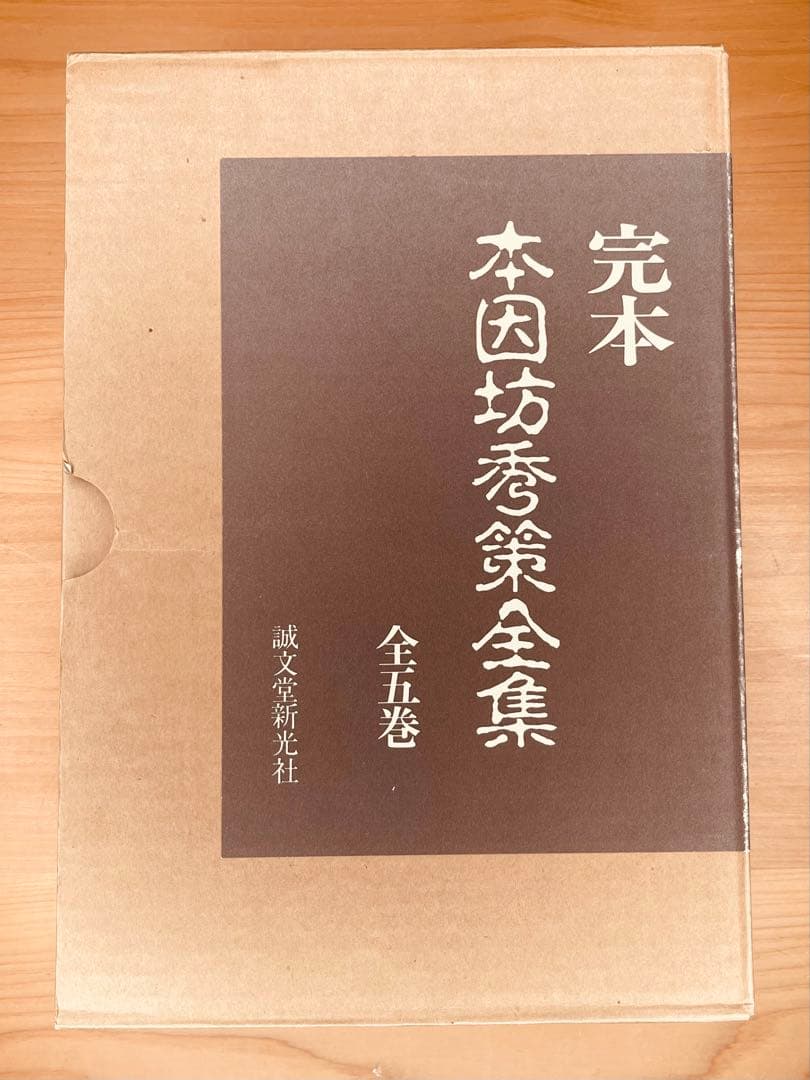 完本
本因坊秀策全集
全五巻
誠文堂新光社